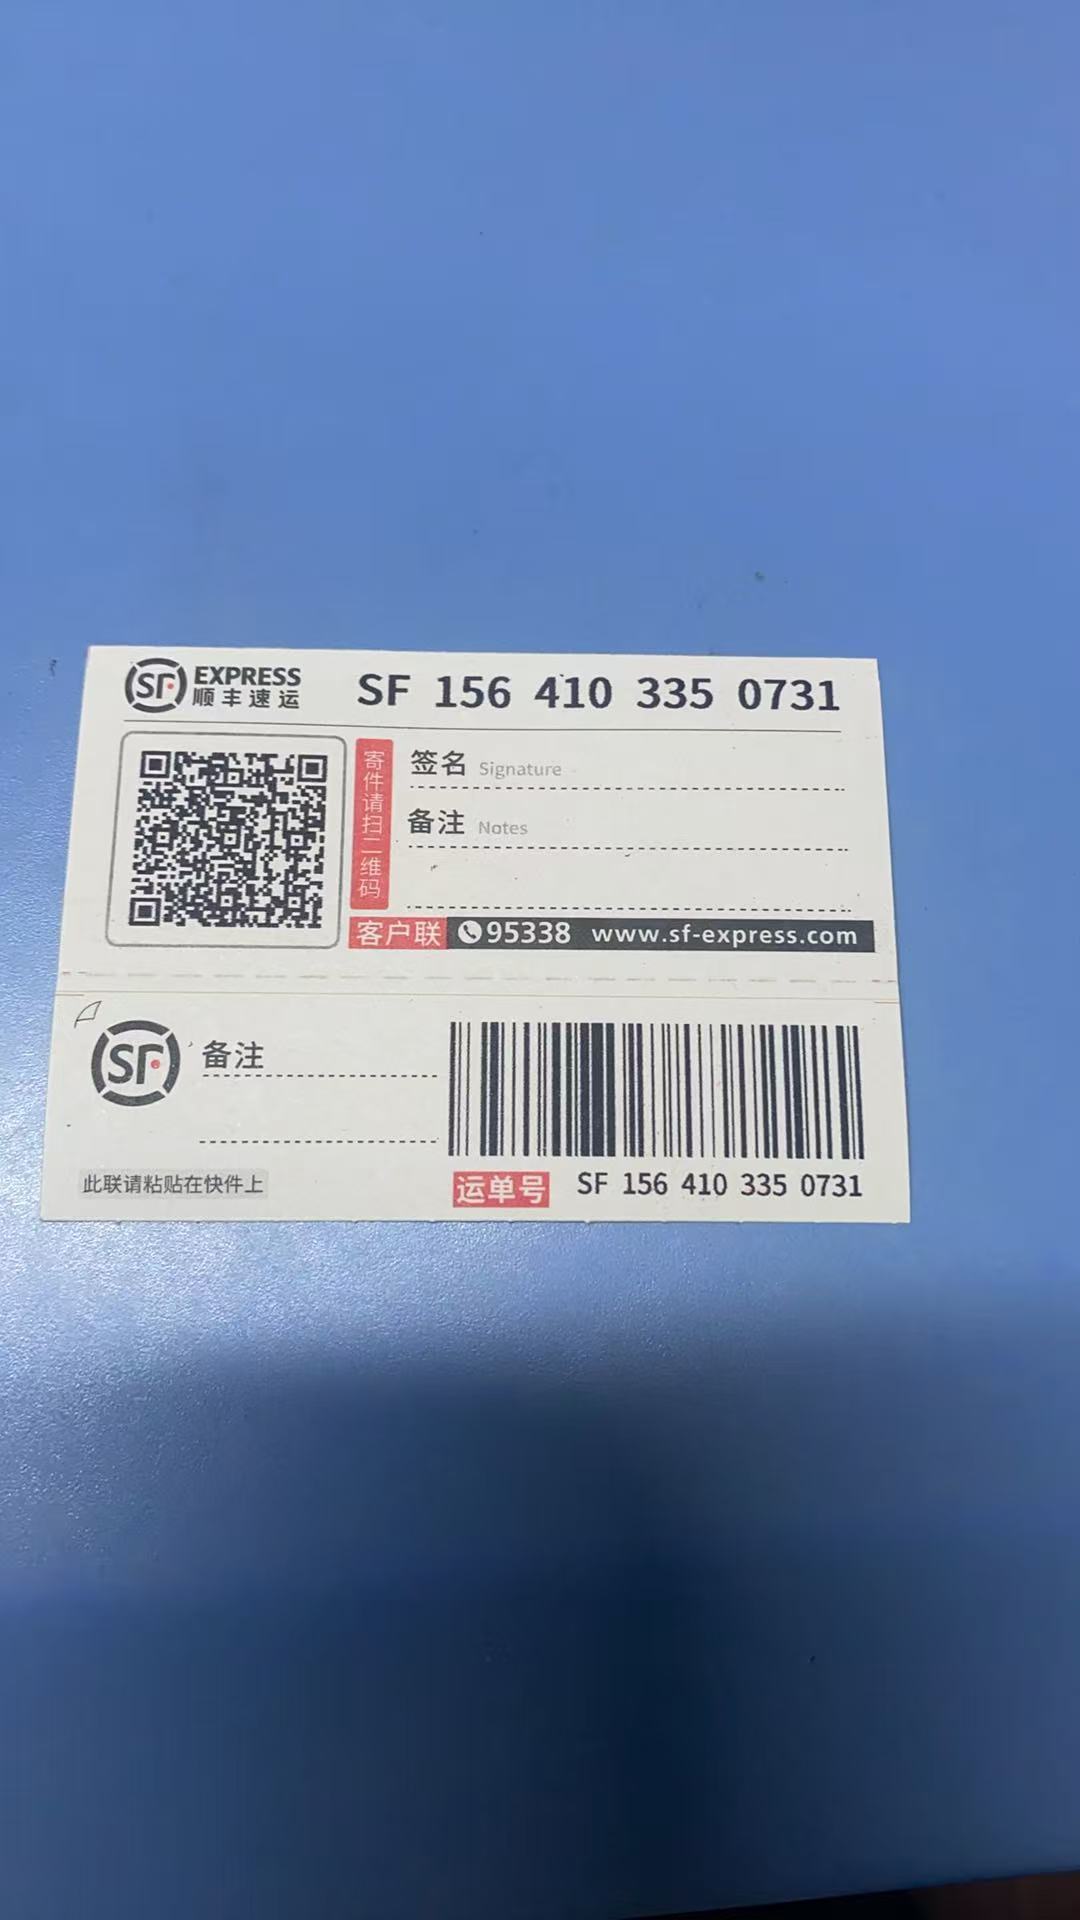 SF EXPRESS
顺丰速运
SF 156 410 335 0731
寄件请扫二维码
签名 Signature
备注 Notes
客户联 95338 www.sf-express.com
SF 备注
此联请粘贴在快件上
运单号 SF 156 410 335 0731